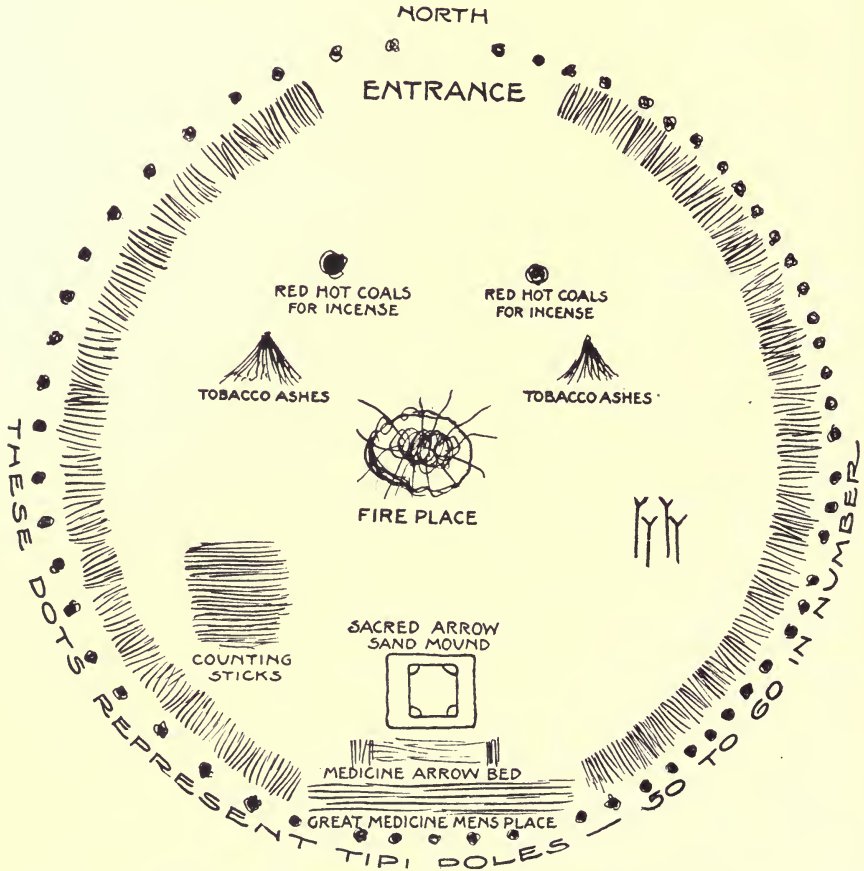 NORTH
ENTRANCE
RED HOT COALS
FOR INCENSE
RED HOT COALS
FOR INCENSE
TOBACCO ASHES
TOBACCO ASHES
FIRE PLACE
COUNTING
STICKS
SACRED ARROW
SAND MOUND
MEDICINE ARROW BED
GREAT MEDICINE MENS PLACE
THESE DOTS REPRESENT TIPI POLES — 50 TO 60 IN NUMBER